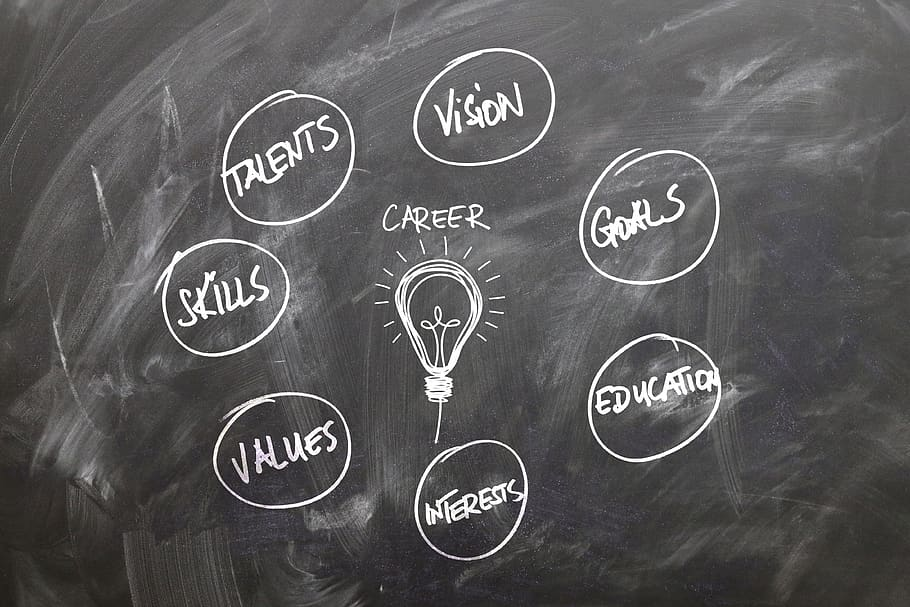 VISION
TALENTS
GOALS
CAREER
SKILLS
EDUCATION
VALUES
INTERESTS